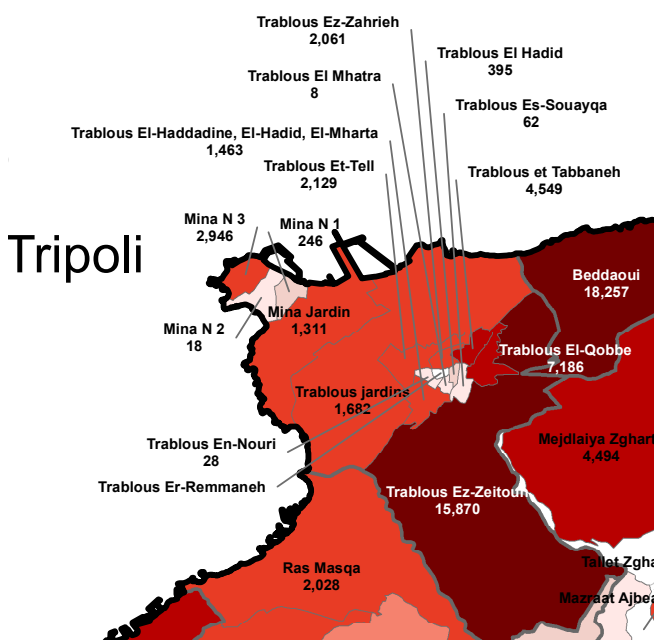 Trablous Ez-Zahrieh
2,061
Trablous El Hadid
395
Trablous El Mhatra
8
Trablous Es-Souayqa
62
Trablous El-Haddadine, El-Hadid, El-Mharta
1,463
Trablous Et-Tell
2,129
Trablous et Tabbaneh
4,549
Mina N 3
2,946
Mina N 1
246
Tripoli
Beddaoui
18,257
Mina Jardin
1,311
Mina N 2
18
Trablous El-Qobbe
7,186
Trablous jardins
1,682
Trablous En-Nouri
28
Mejdlaiya Zghart
4,494
Trablous Er-Remmaneh
Trablous Ez-Zeitoun
15,870
Ras Masqa
2,028
Tallet Zgha
Mazraat Ajbea